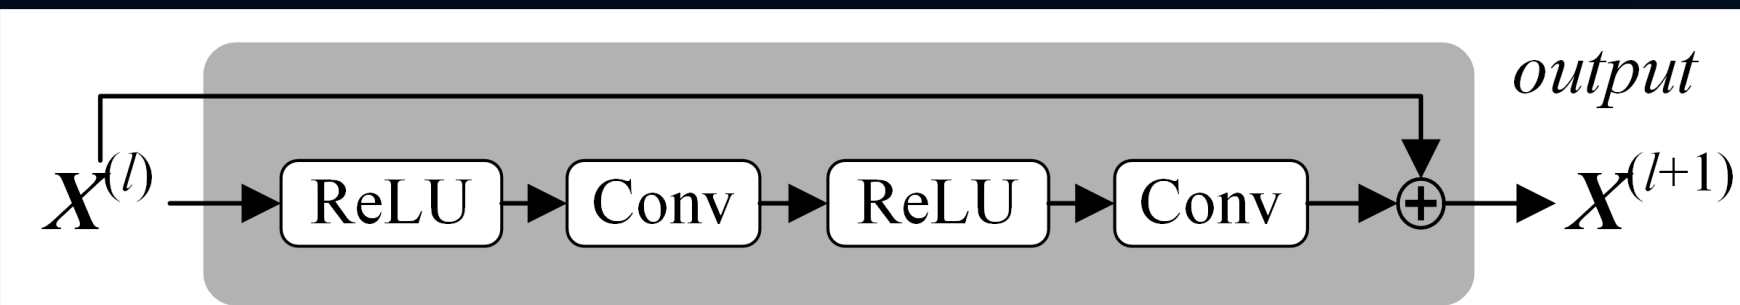 output
X^(l) ReLU Conv ReLU Conv + X^(l+1)